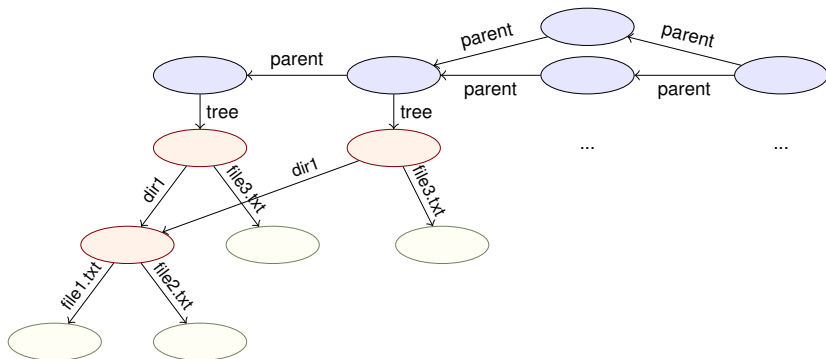 parent
parent
parent
parent
parent
tree
tree
...
...
dir1
file3.txt
dir1
file3.txt
file1.txt
file2.txt